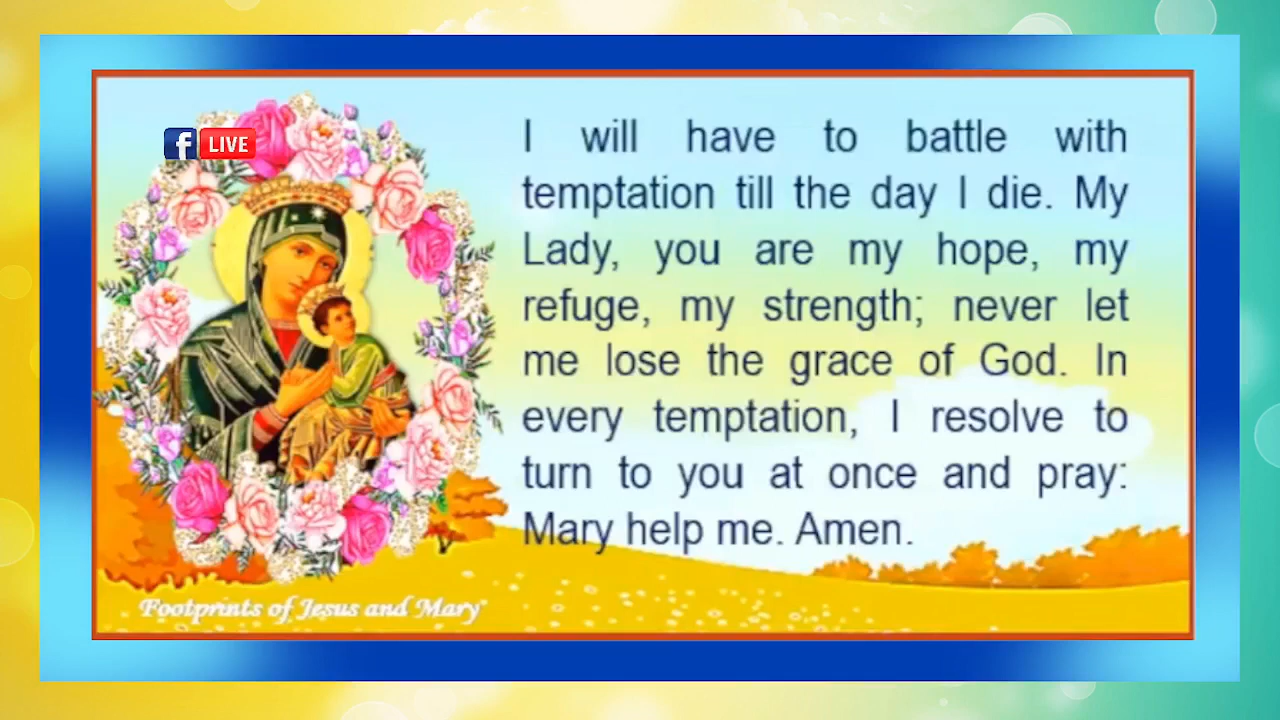 f LIVE
I will have to battle with
temptation till the day I die. My
Lady, you are my hope, my
refuge, my strength; never let
me lose the grace of God. In
every temptation, I resolve to
turn to you at once and pray:
Mary help me. Amen.
Footprints of Jesus and Mary